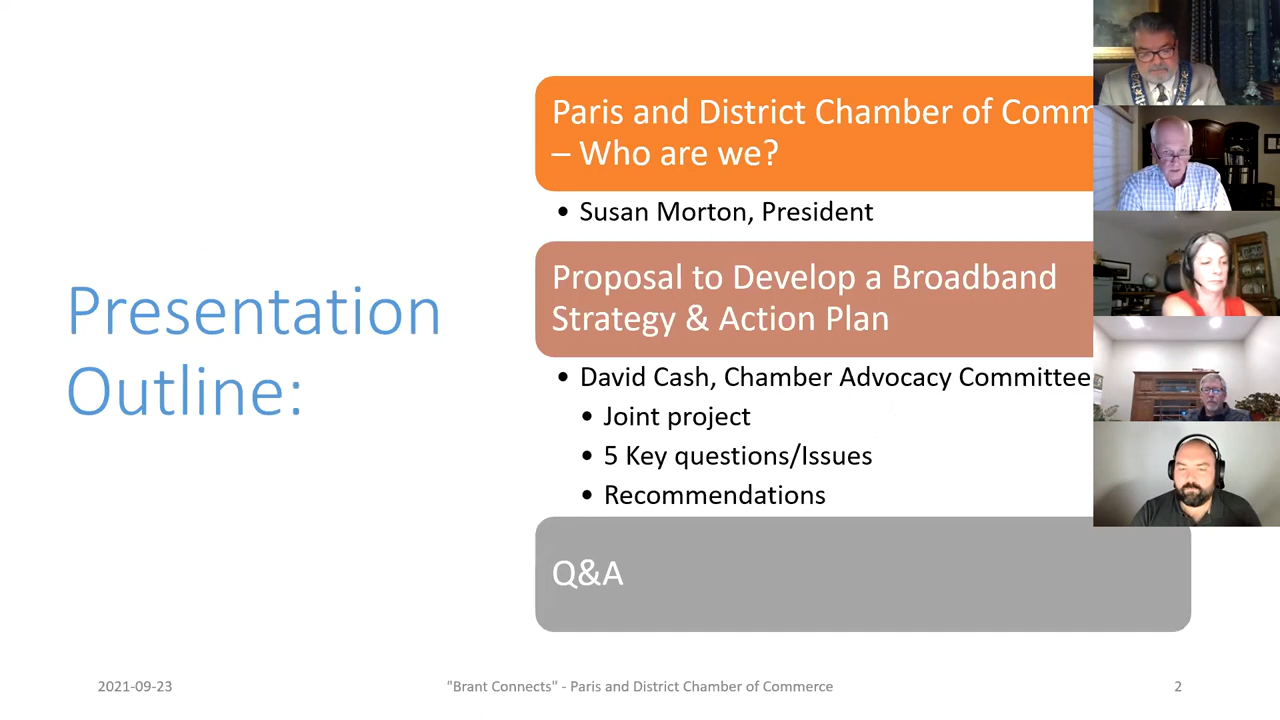 Presentation
Outline:
Paris and District Chamber of Comm
– Who are we?
• Susan Morton, President
Proposal to Develop a Broadband
Strategy & Action Plan
• David Cash, Chamber Advocacy Committee
• Joint project
• 5 Key questions/Issues
• Recommendations
Q&A
2021-09-23
"Brant Connects" - Paris and District Chamber of Commerce
2